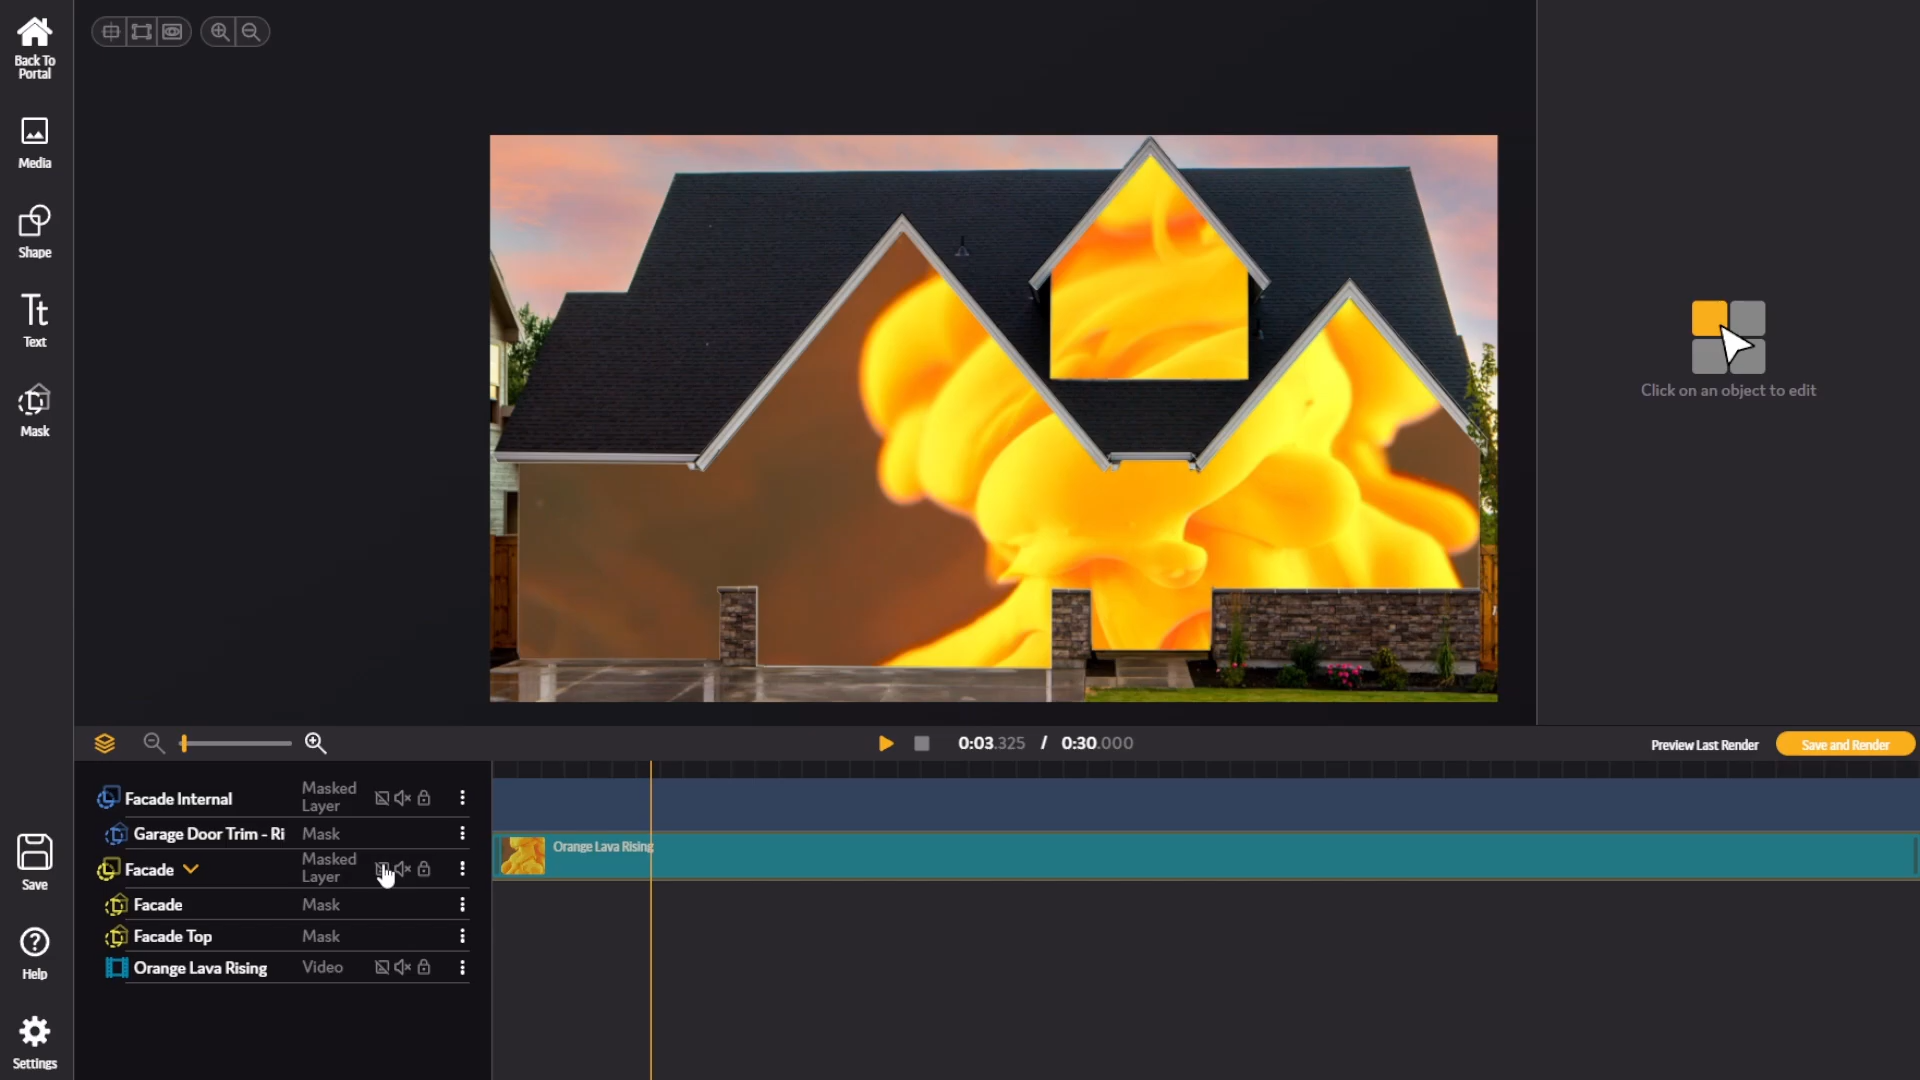 Back To
Portal
Media
Shape
Tt
Text
Mask
Save
Help
Settings
Click on an object to edit
0:03.325 / 0:30.000
Preview Last Render
Save and Render
Facade Internal
Masked
Layer
Garage Door Trim - Ri
Mask
Facade
Masked
Layer
Facade
Mask
Facade Top
Mask
Orange Lava Rising
Video
Orange Lava Rising